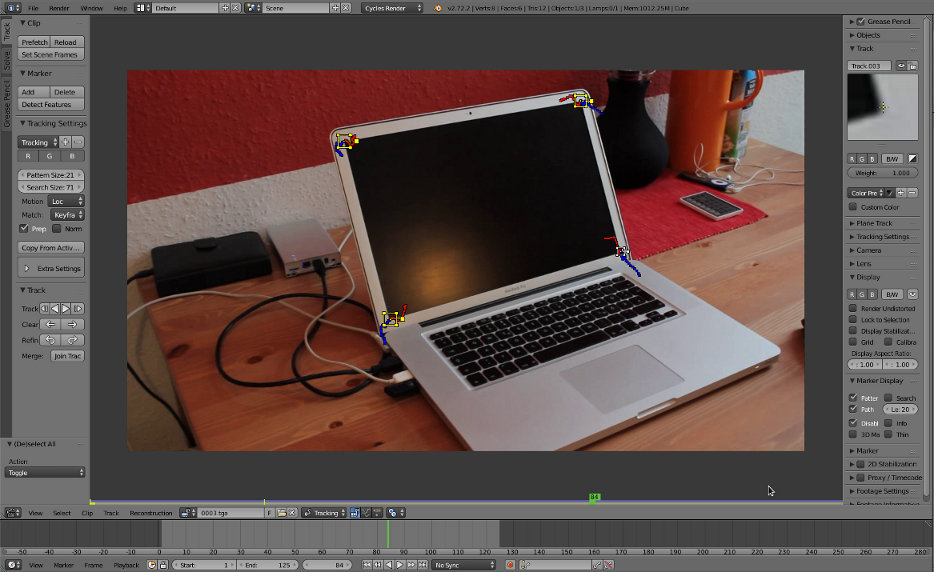 File Render Window Help Default Scene Cycles Render v2.72.2 | Verts:8 | Faces:6 | Tris:12 | Objects:1/3 | Lamps:0/1 | Mem:1012.25M | Cube
Track
Solve
Grease Pencil
Clip
Prefetch Reload
Set Scene Frames
Marker
Add Delete
Detect Features
Tracking Settings
Tracking
R G B
Pattern Size:21
Search Size: 71
Motion Loc
Match: Keyfra
Prep Norm
Copy From Activ...
Extra Settings
Track
Track
Clear
Refin
Merge: Join Trac
(De)select All
Action:
Toggle
Grease Pencil
Objects
Track
Track.003
R G B B/W
Weight: 1.000
Color Pre
Custom Color
Plane Track
Tracking Settings
Camera
Lens
Display
R G B B/W
Render Undistorted
Lock to Selection
Display Stabilizat...
Grid Calibra
Display Aspect Ratio:
: 1.00 : 1.00
Marker Display
Patter Search
Path Le: 20
Disabl Info
3D Ma Thin
Marker
2D Stabilization
Proxy / Timecode
Footage Settings
Footage Information
84
View Select Clip Track Reconstruction 0003.tga F Tracking
-50 -40 -30 -20 -10 0 10 20 30 40 50 60 70 80 90 100 110 120 130 140 150 160 170 180 190 200 210 220 230 240 250 260 270 280
View Marker Frame Playback Start: 1 End: 125 84 No Sync